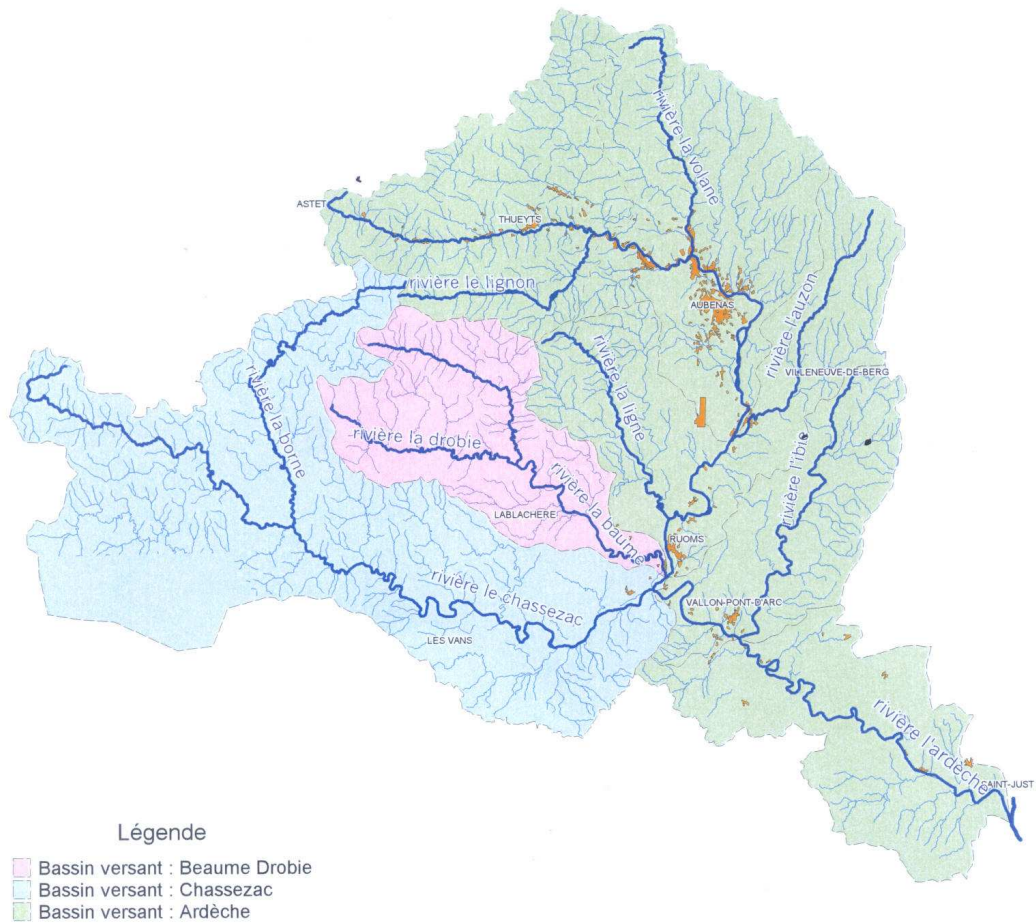 rivière la volane
ASTET
THUEYTS
rivière le lignon
AUBENAS
rivière l'auzon
VILLENEUVE-DE-BERG
rivière la borne
rivière la ligne
rivière la drobie
rivière l'ibie
rivière la baume
LABLACHERE
RUOMS
rivière le chassezac
VALLON-PONT-D'ARC
LES VANS
rivière l'ardèche
SAINT-JUST
Légende
Bassin versant : Beaume Drobie
Bassin versant : Chassezac
Bassin versant : Ardèche